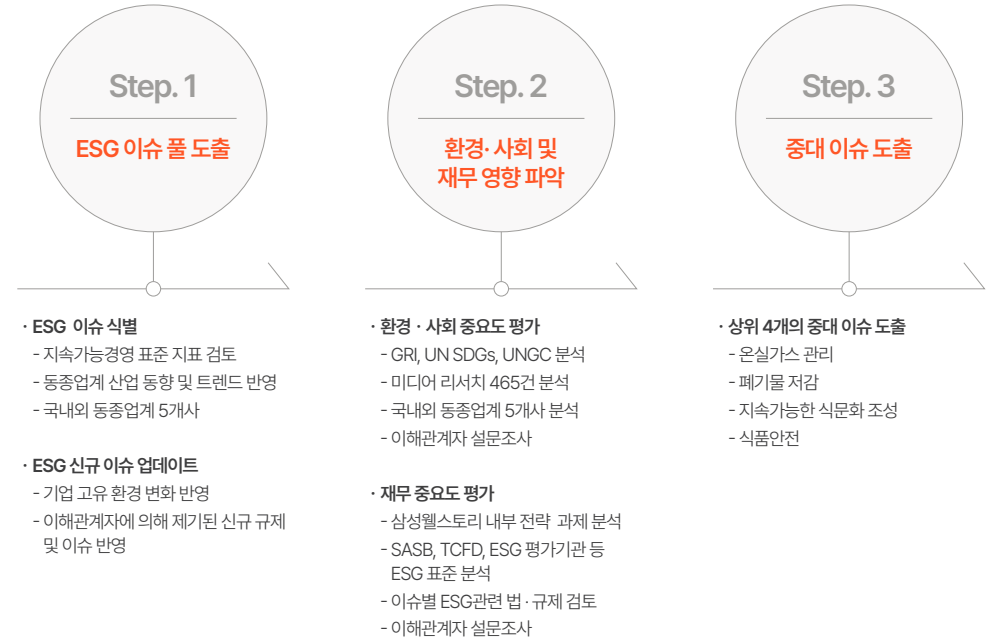 Step. 1
ESG 이슈 풀 도출
· ESG 이슈 식별
- 지속가능경영 표준 지표 검토
- 동종업계 산업 동향 및 트렌드 반영
- 국내외 동종업계 5개사
· ESG 신규 이슈 업데이트
- 기업 고유 환경 변화 반영
- 이해관계자에 의해 제기된 신규 규제
및 이슈 반영
Step. 2
환경· 사회 및
재무 영향 파악
· 환경 · 사회 중요도 평가
- GRI, UN SDGs, UNGC 분석
- 미디어 리서치 465건 분석
- 국내외 동종업계 5개사 분석
- 이해관계자 설문조사
· 재무 중요도 평가
- 삼성웰스토리 내부 전략 과제 분석
- SASB, TCFD, ESG 평가기관 등
ESG 표준 분석
- 이슈별 ESG관련 법 · 규제 검토
- 이해관계자 설문조사
Step. 3
중대 이슈 도출
· 상위 4개의 중대 이슈 도출
- 온실가스 관리
- 폐기물 저감
- 지속가능한 식문화 조성
- 식품안전